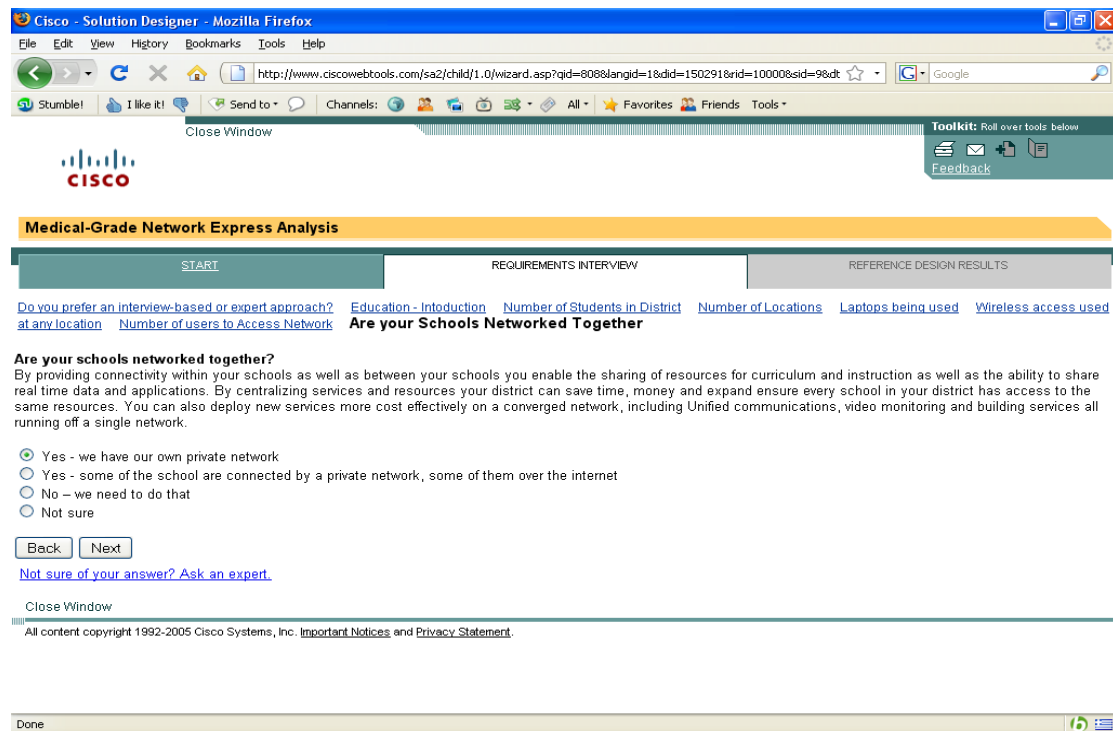 Cisco - Solution Designer - Mozilla Firefox
File Edit View History Bookmarks Tools Help
http://www.ciscowebtools.com/sa2/child/1.0/wizard.asp?qid=808&langid=1&did=150291&rid=10000&sid=9&dt
Google
Stumble! I like it! Send to Channels: All Favorites Friends Tools
Close Window
Toolkit: Roll over tools below
Feedback
CISCO
Medical-Grade Network Express Analysis
START REQUIREMENTS INTERVIEW REFERENCE DESIGN RESULTS
Do you prefer an interview-based or expert approach? Education - Intoduction Number of Students in District Number of Locations Laptops being used Wireless access used
at any location Number of users to Access Network Are your Schools Networked Together
Are your schools networked together?
By providing connectivity within your schools as well as between your schools you enable the sharing of resources for curriculum and instruction as well as the ability to share
real time data and applications. By centralizing services and resources your district can save time, money and expand ensure every school in your district has access to the
same resources. You can also deploy new services more cost effectively on a converged network, including Unified communications, video monitoring and building services all
running off a single network.
Yes - we have our own private network
Yes - some of the school are connected by a private network, some of them over the internet
No – we need to do that
Not sure
Back Next
Not sure of your answer? Ask an expert.
Close Window
All content copyright 1992-2005 Cisco Systems, Inc. Important Notices and Privacy Statement.
Done